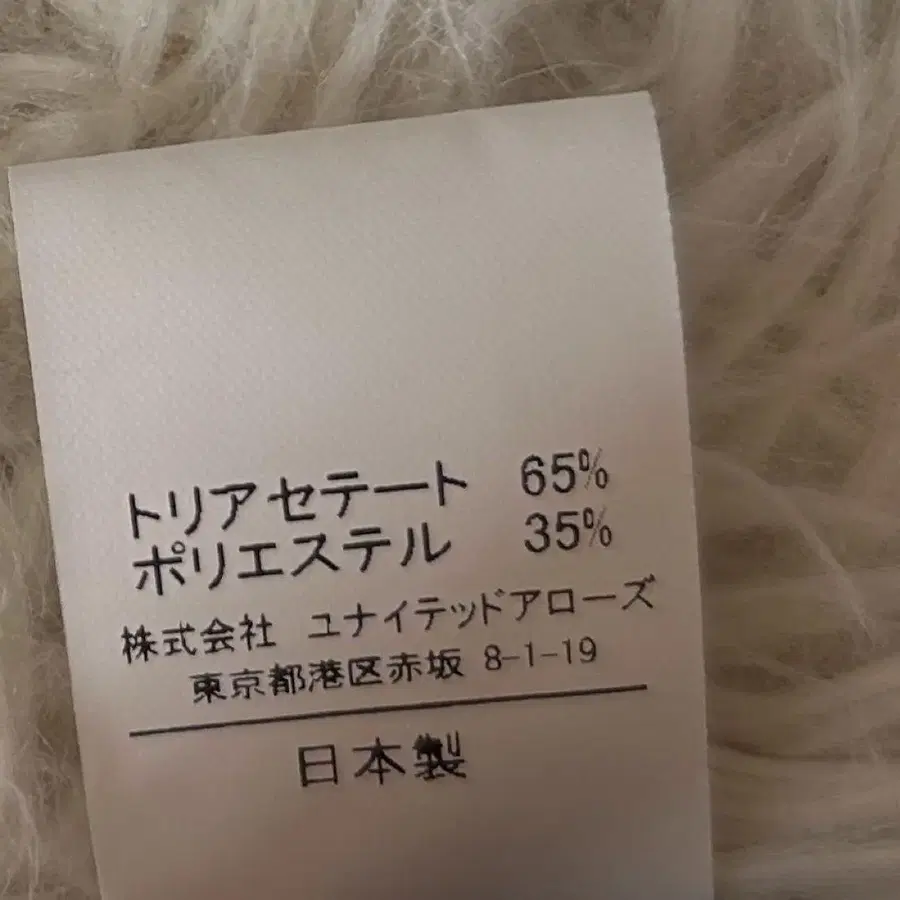 トリアセテート 65%
ポリエステル 35%
株式会社 ユナイテッドアローズ
東京都港区赤坂 8-1-19
日本製